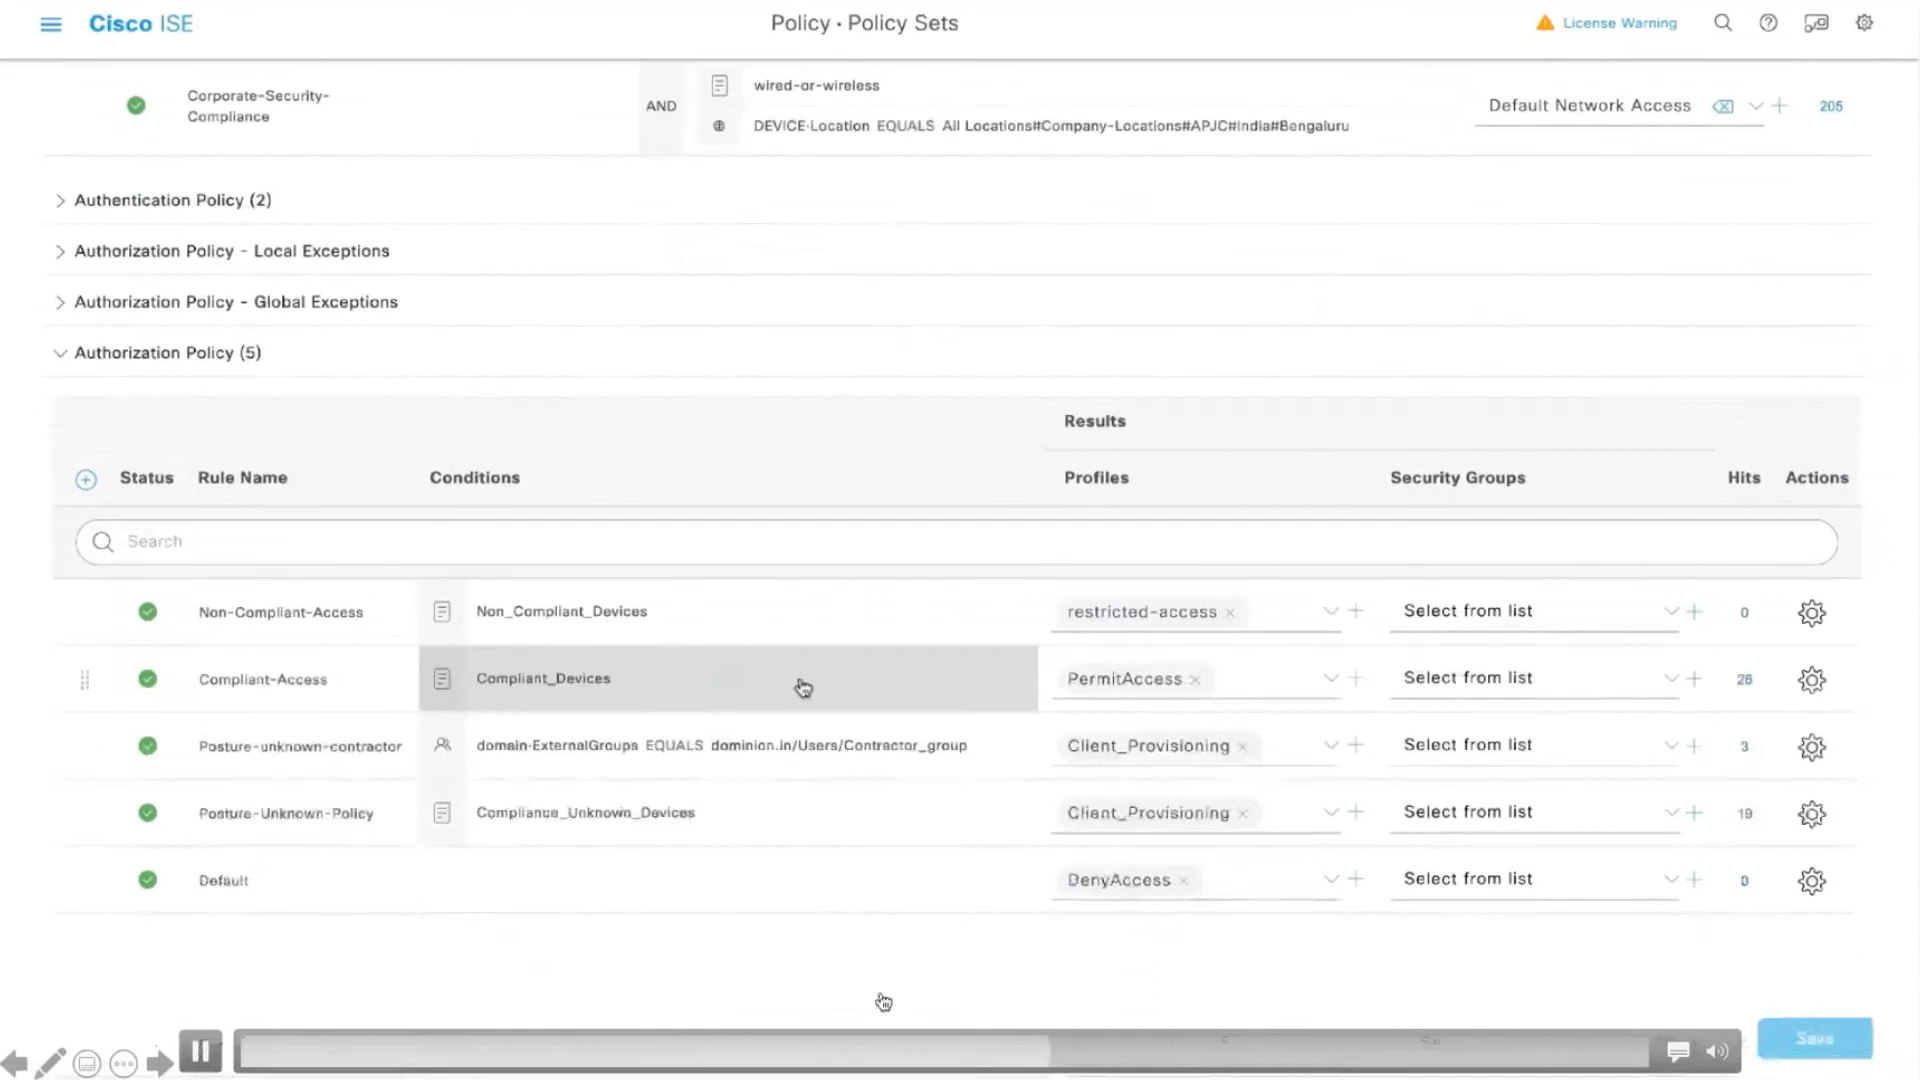 Cisco ISE
Policy · Policy Sets
License Warning
Corporate-Security-
Compliance
AND
wired-or-wireless
DEVICE·Location EQUALS All Locations#Company-Locations#APJC#India#Bengaluru
Default Network Access
205
Authentication Policy (2)
Authorization Policy - Local Exceptions
Authorization Policy - Global Exceptions
Authorization Policy (5)
Results
Status Rule Name Conditions Profiles Security Groups Hits Actions
Search
Non-Compliant-Access Non_Compliant_Devices restricted-access Select from list 0
Compliant-Access Compliant_Devices PermitAccess Select from list 26
Posture-unknown-contractor domain·ExternalGroups EQUALS dominion.in/Users/Contractor_group Client_Provisioning Select from list 3
Posture-Unknown-Policy Compliance_Unknown_Devices Client_Provisioning Select from list 19
Default DenyAccess Select from list 0
Save